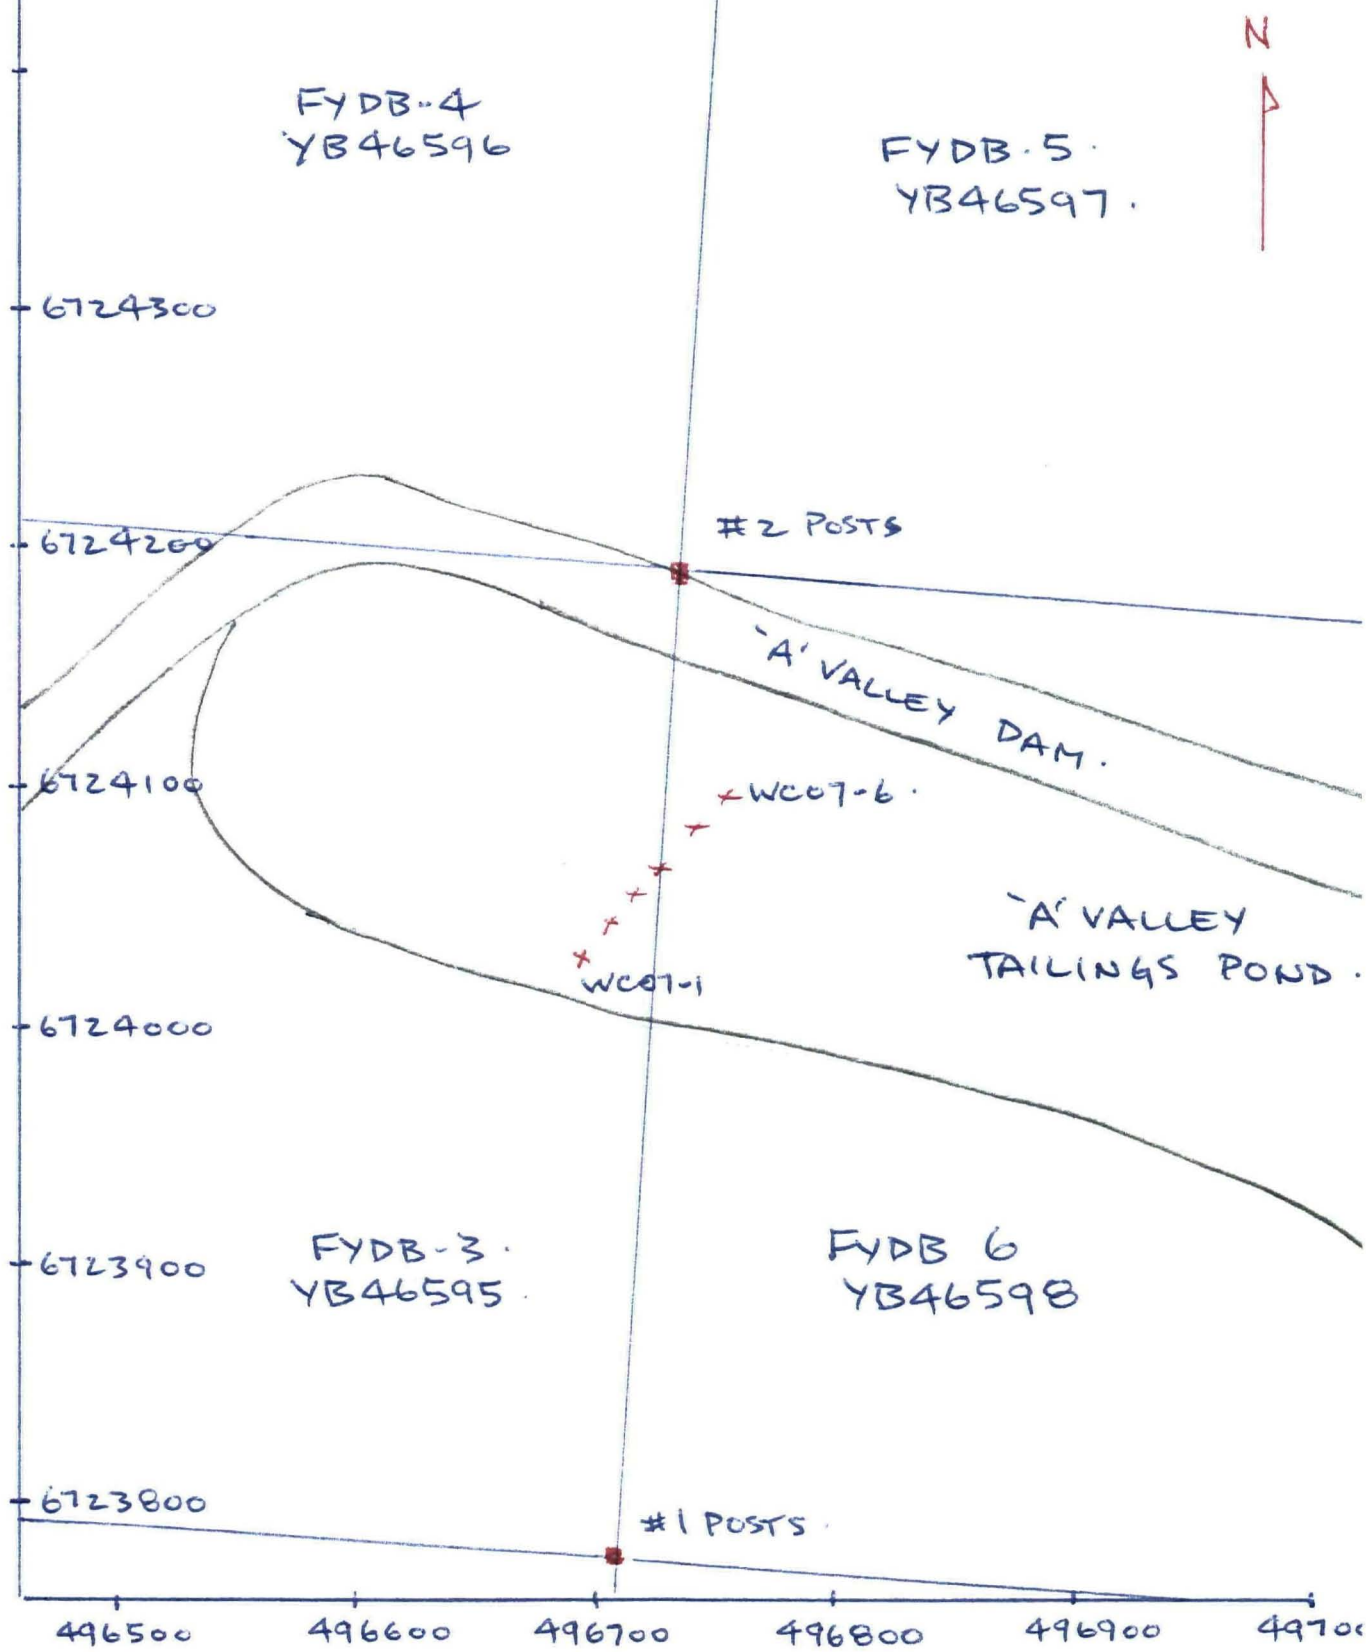 N
FYDB-4
YB46596
FYDB.5.
YB46597.
6724300
#2 POSTS
6724200
'A' VALLEY DAM.
6724100
WC07-6.
'A' VALLEY
TAILINGS POND.
WC07-1
6724000
FYDB-3.
YB46595.
FYDB 6
YB46598
6723900
6723800
#1 POSTS
496500
496600
496700
496800
496900
49700